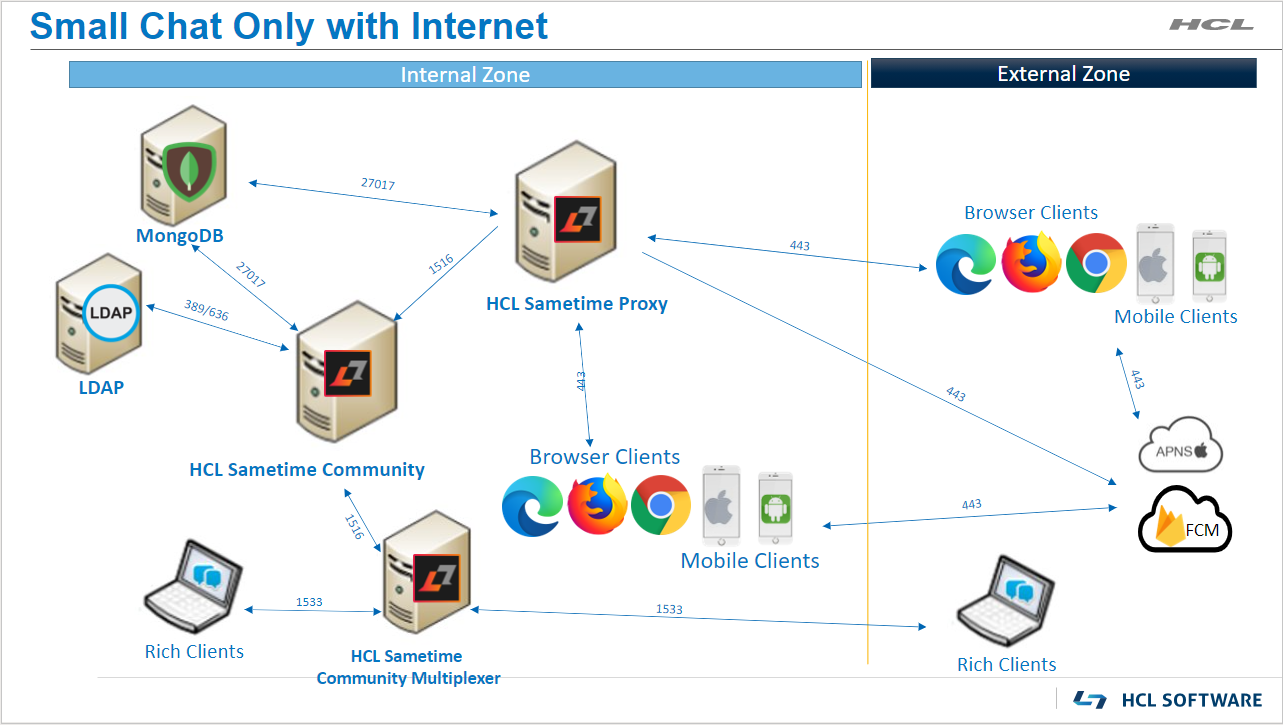 Small Chat Only with Internet
HCL
Internal Zone
External Zone
MongoDB
27017
HCL Sametime Proxy
443
Browser Clients
Mobile Clients
27017
1516
LDAP
389/636
LDAP
443
443
443
HCL Sametime Community
APNS
Browser Clients
Mobile Clients
443
FCM
1516
Rich Clients
1533
HCL Sametime
Community Multiplexer
1533
Rich Clients
HCL SOFTWARE